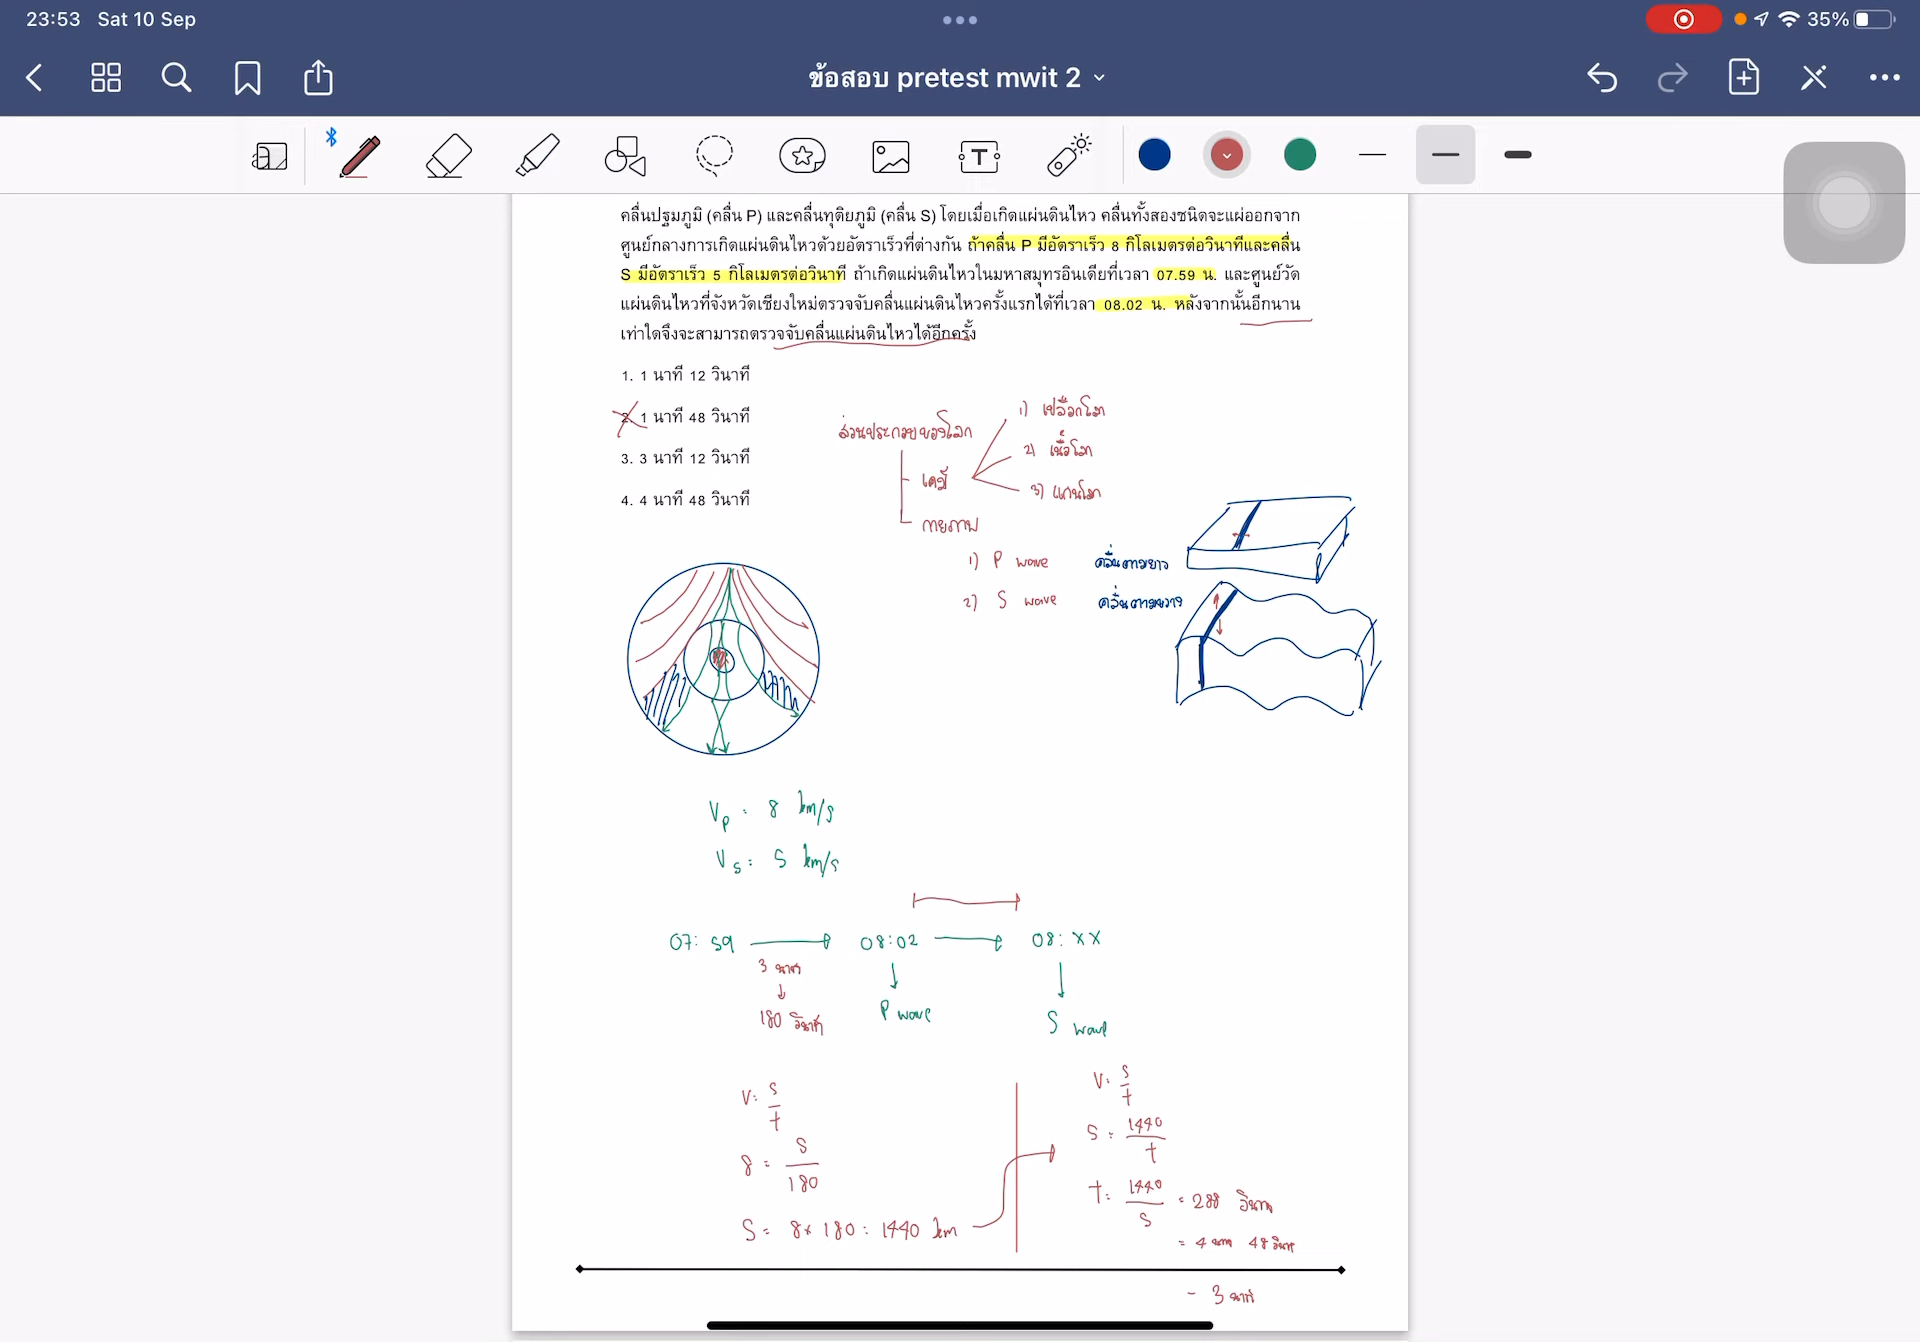 23:53 Sat 10 Sep
35%
ข้อสอบ pretest mwit 2
คลื่นปฐมภูมิ (คลื่น P) และคลื่นทุติยภูมิ (คลื่น S) โดยเมื่อเกิดแผ่นดินไหว คลื่นทั้งสองชนิดจะแผ่ออกจาก
ศูนย์กลางการเกิดแผ่นดินไหวด้วยอัตราเร็วที่ต่างกัน ถ้าคลื่น P มีอัตราเร็ว 8 กิโลเมตรต่อวินาทีและคลื่น
S มีอัตราเร็ว 5 กิโลเมตรต่อวินาที ถ้าเกิดแผ่นดินไหวในมหาสมุทรอินเดียที่เวลา 07.59 น. และศูนย์วัด
แผ่นดินไหวที่จังหวัดเชียงใหม่ตรวจจับคลื่นแผ่นดินไหวครั้งแรกได้ที่เวลา 08.02 น. หลังจากนั้นอีกนาน
เท่าใดจึงจะสามารถตรวจจับคลื่นแผ่นดินไหวได้อีกครั้ง
1. 1 นาที 12 วินาที
2. 1 นาที 48 วินาที
3. 3 นาที 12 วินาที
4. 4 นาที 48 วินาที
ส่วนประกอบของโลก
1) เปลือกโลก
2) เนื้อโลก
เคมี
3) แก่นโลก
กายภาพ
1) P wave คลื่นตามยาว
2) S wave คลื่นตามขวาง
Vp = 8 km/s
Vs = 5 km/s
07:59 08:02 08:XX
3 นาที
180 วินาที
P wave
S wave
V = s/t
8 = s/180
S = 8 × 180 = 1440 km
V = s/t
5 = 1440/t
t = 1440/5 = 288 วินาที
= 4 นาที 48 วินาที
- 3 นาที